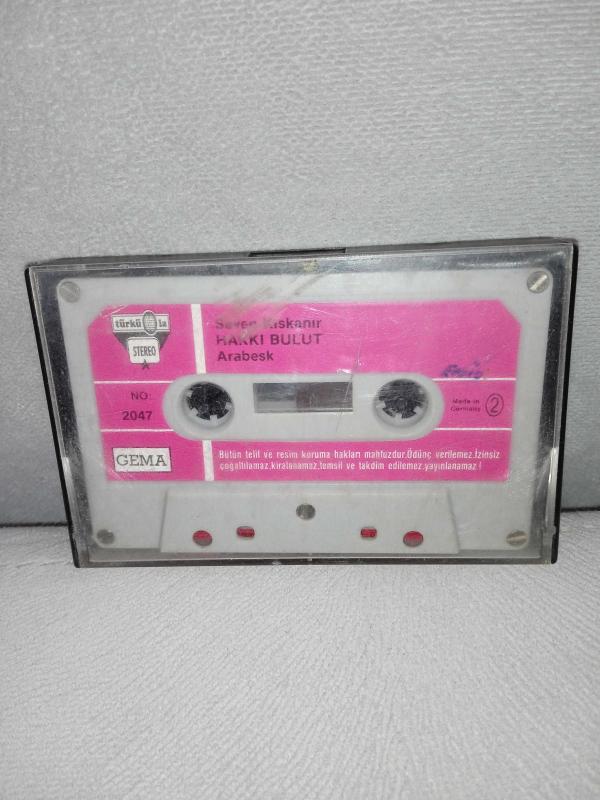 türkü la
STEREO
A
Seven Kıskanır
HAKKI BULUT
Arabesk
NO:
2047
Made in
Germany
2
GEMA
Bütün telif ve resim koruma hakları mahfuzdur.Ödünç verilemez.İzinsiz
çoğaltılamaz,kiralanamaz,temsil ve takdim edilemez,yayınlanamaz!